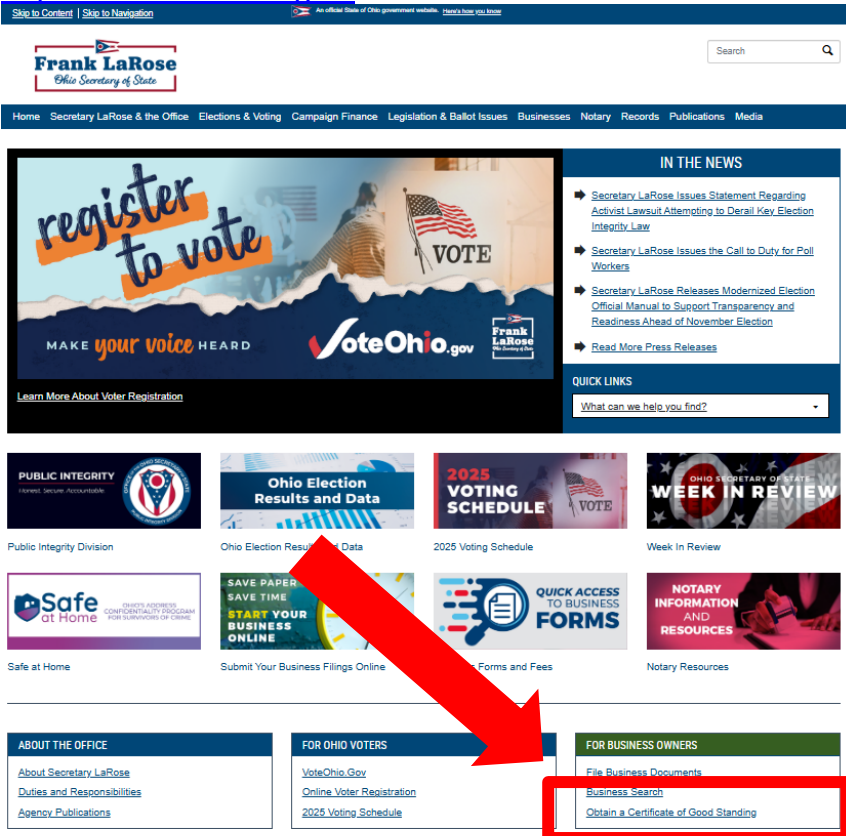 Skip to Content | Skip to Navigation
An official State of Ohio government website. Here's how you know
Frank LaRose
Ohio Secretary of State
Search
Home Secretary LaRose & the Office Elections & Voting Campaign Finance Legislation & Ballot Issues Businesses Notary Records Publications Media
register
to vote
VOTE
MAKE your voice HEARD
VoteOhio.gov
Frank
LaRose
Learn More About Voter Registration
IN THE NEWS
Secretary LaRose Issues Statement Regarding
Activist Lawsuit Attempting to Derail Key Election
Integrity Law
Secretary LaRose Issues the Call to Duty for Poll
Workers
Secretary LaRose Releases Modernized Election
Official Manual to Support Transparency and
Readiness Ahead of November Election
Read More Press Releases
QUICK LINKS
What can we help you find?
PUBLIC INTEGRITY
Honest. Secure. Accountable.
Ohio Election
Results and Data
2025
VOTING
SCHEDULE
VOTE
OHIO SECRETARY OF STATE
WEEK IN REVIEW
Public Integrity Division
Ohio Election Results and Data
2025 Voting Schedule
Week In Review
Safe
at Home
OHIO'S ADDRESS
CONFIDENTIALITY PROGRAM
FOR SURVIVORS OF CRIME
SAVE PAPER
SAVE TIME
START YOUR
BUSINESS
ONLINE
QUICK ACCESS
TO BUSINESS
FORMS
NOTARY
INFORMATION
AND
RESOURCES
Safe at Home
Submit Your Business Filings Online
Forms and Fees
Notary Resources
ABOUT THE OFFICE
About Secretary LaRose
Duties and Responsibilities
Agency Publications
FOR OHIO VOTERS
VoteOhio.Gov
Online Voter Registration
2025 Voting Schedule
FOR BUSINESS OWNERS
File Business Documents
Business Search
Obtain a Certificate of Good Standing